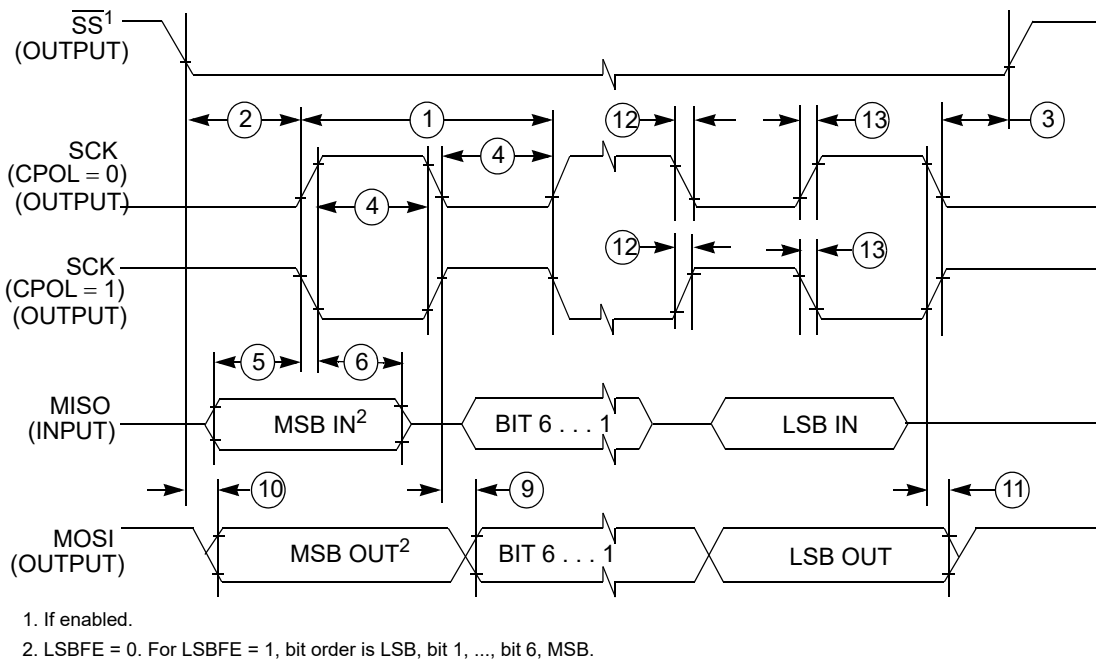 SS1
(OUTPUT)
2
1
12
13
3
SCK
(CPOL = 0)
(OUTPUT)
4
4
SCK
(CPOL = 1)
(OUTPUT)
12
13
5
6
MISO
(INPUT)
MSB IN2
BIT 6 . . . 1
LSB IN
10
9
11
MOSI
(OUTPUT)
MSB OUT2
BIT 6 . . . 1
LSB OUT
1. If enabled.
2. LSBFE = 0. For LSBFE = 1, bit order is LSB, bit 1, ..., bit 6, MSB.